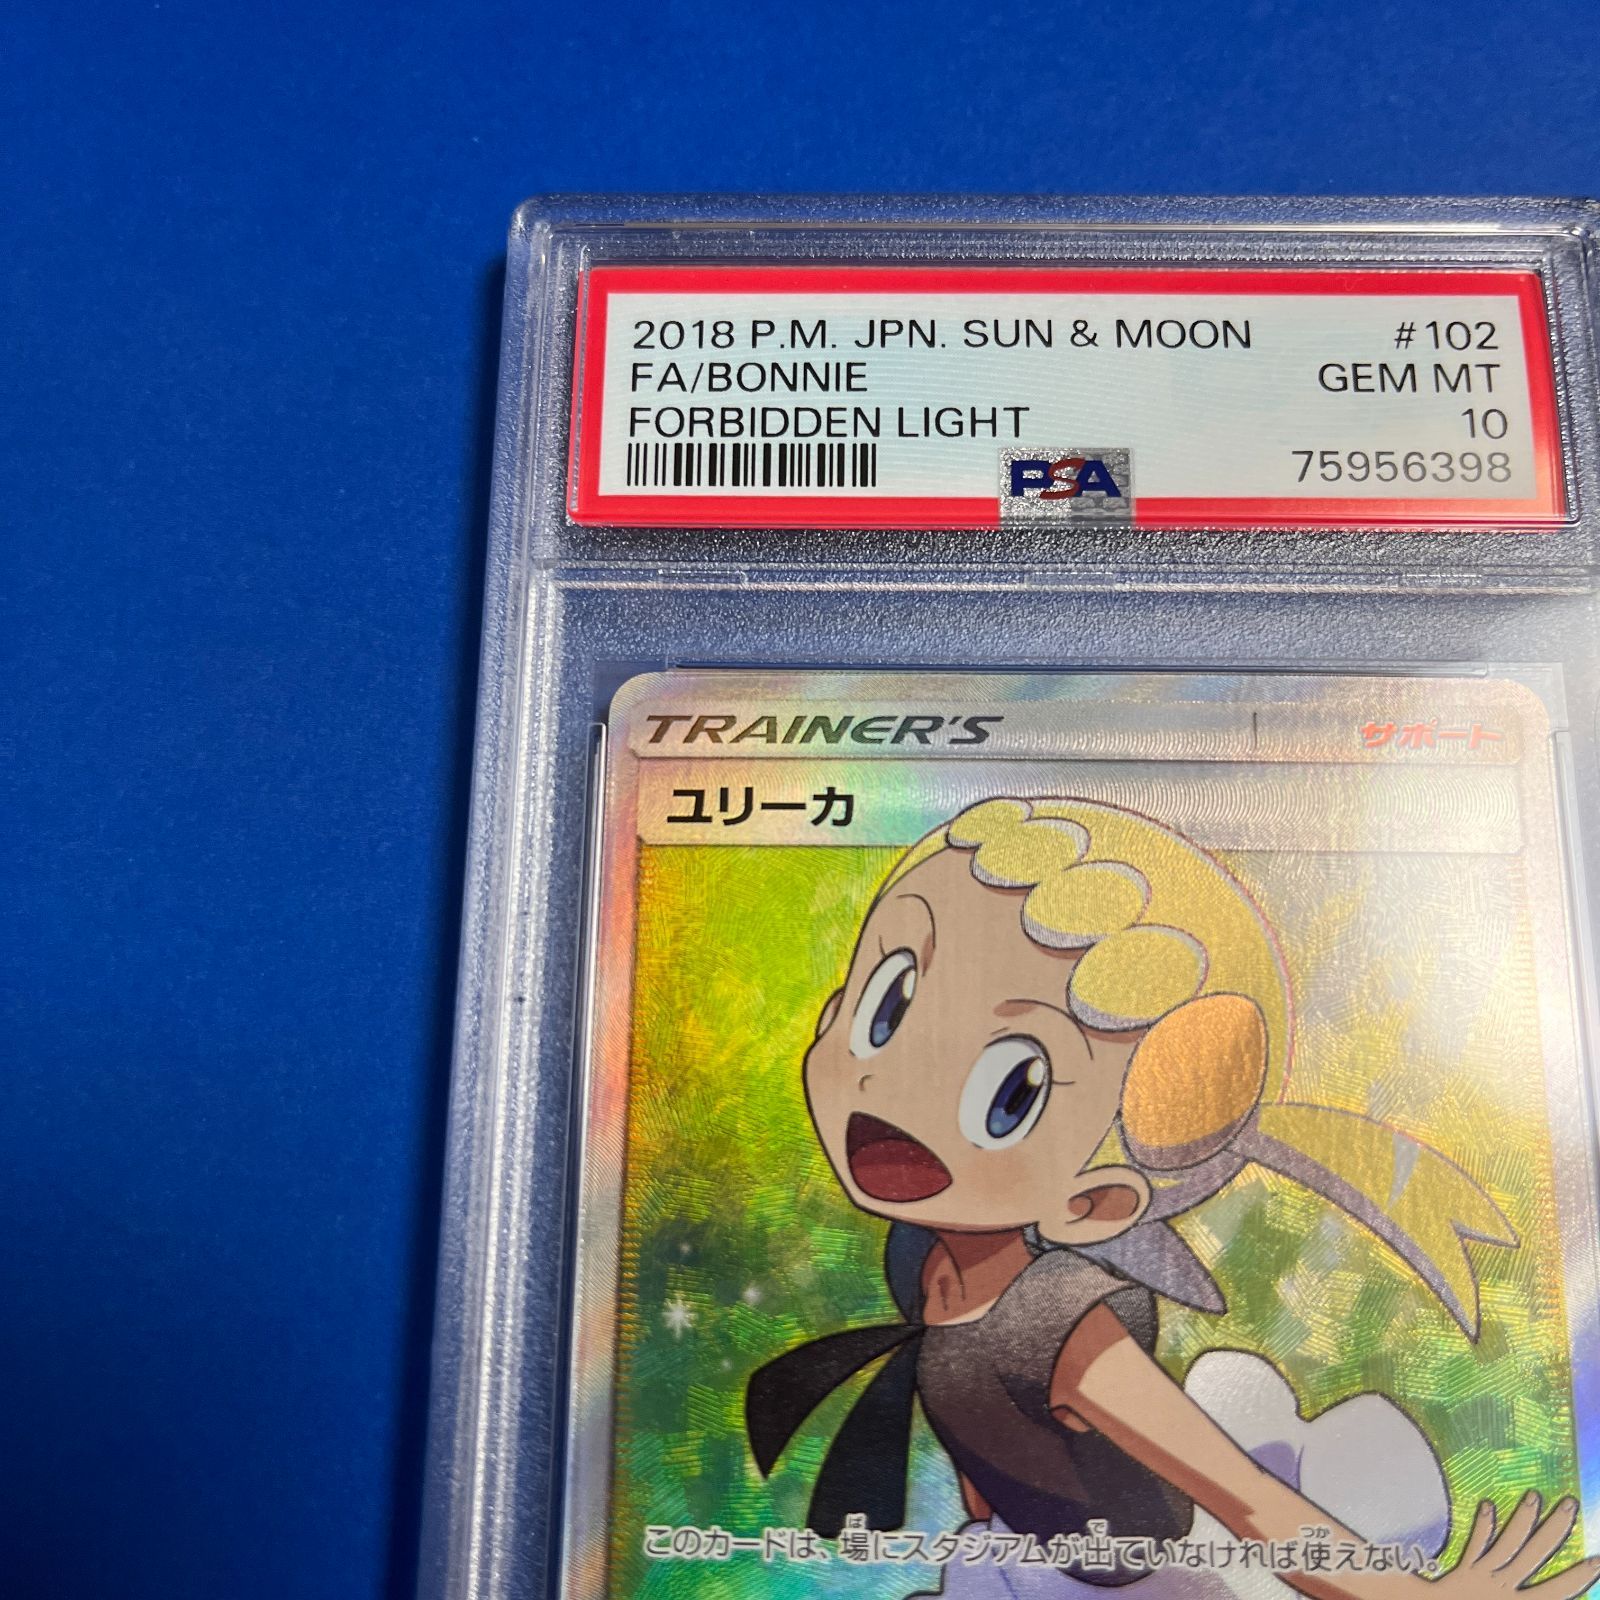 2018 P.M. JPN. SUN & MOON #102
FA/BONNIE GEM MT
FORBIDDEN LIGHT 10
PSA 75956398
TRAINER'S サポート
ユリーカ
このカードは、場にスタジアムが出ていなければ使えない。